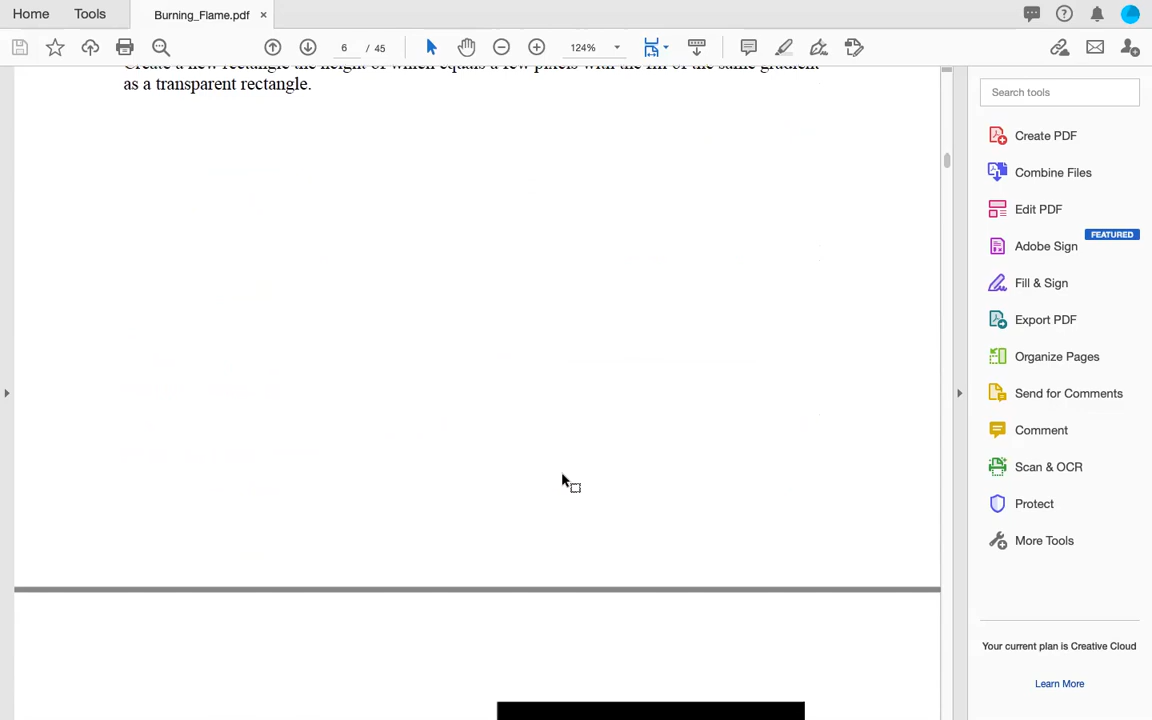 Home
Tools
Burning_Flame.pdf
6 / 45
124%
Create a new rectangle the height of which equals a few pixels with the fill of the same gradient
as a transparent rectangle.
Search tools
Create PDF
Combine Files
Edit PDF
FEATURED
Adobe Sign
Fill & Sign
Export PDF
Organize Pages
Send for Comments
Comment
Scan & OCR
Protect
More Tools
Your current plan is Creative Cloud
Learn More